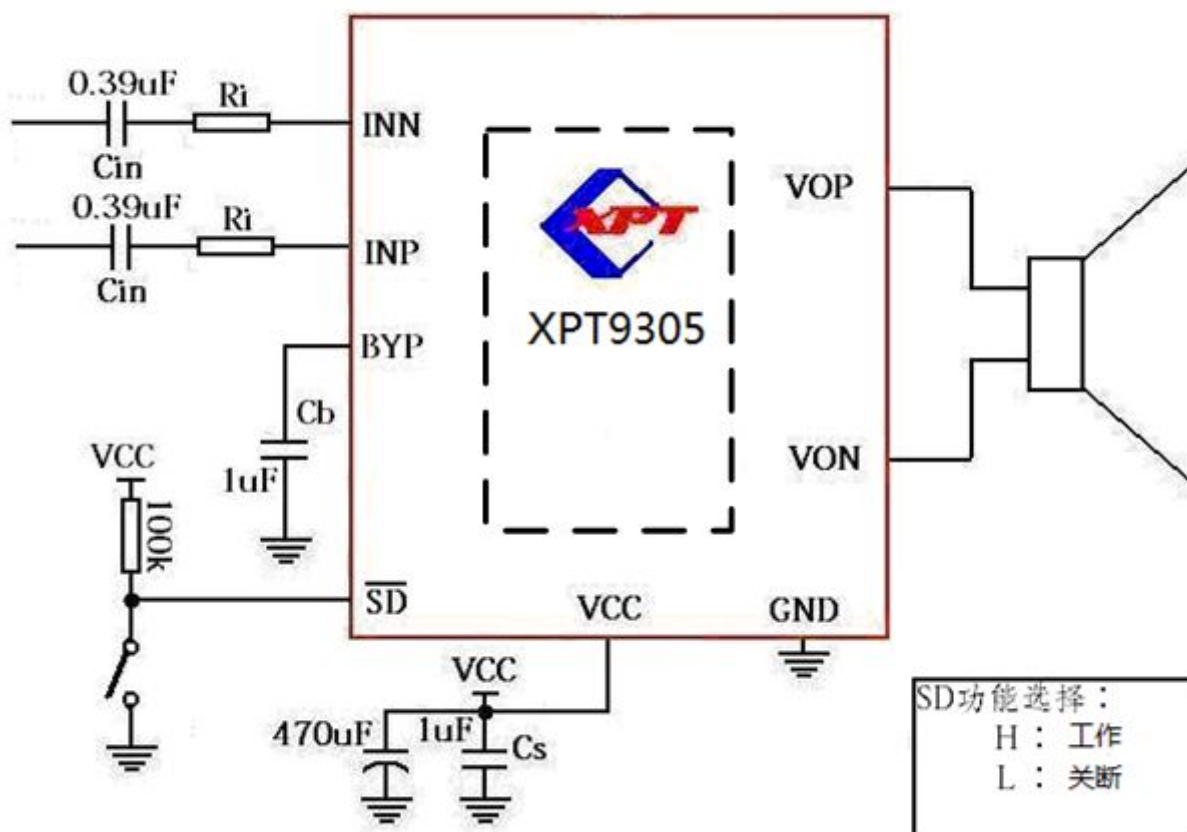 0.39uF
Ri
INN
Cin
0.39uF
Ri
INP
Cin
BYP
Cb
1uF
VCC
100k
SD
XPT
XPT9305
VOP
VON
VCC
GND
VCC
470uF
1uF
Cs
SD功能选择：
H： 工作
L： 关断